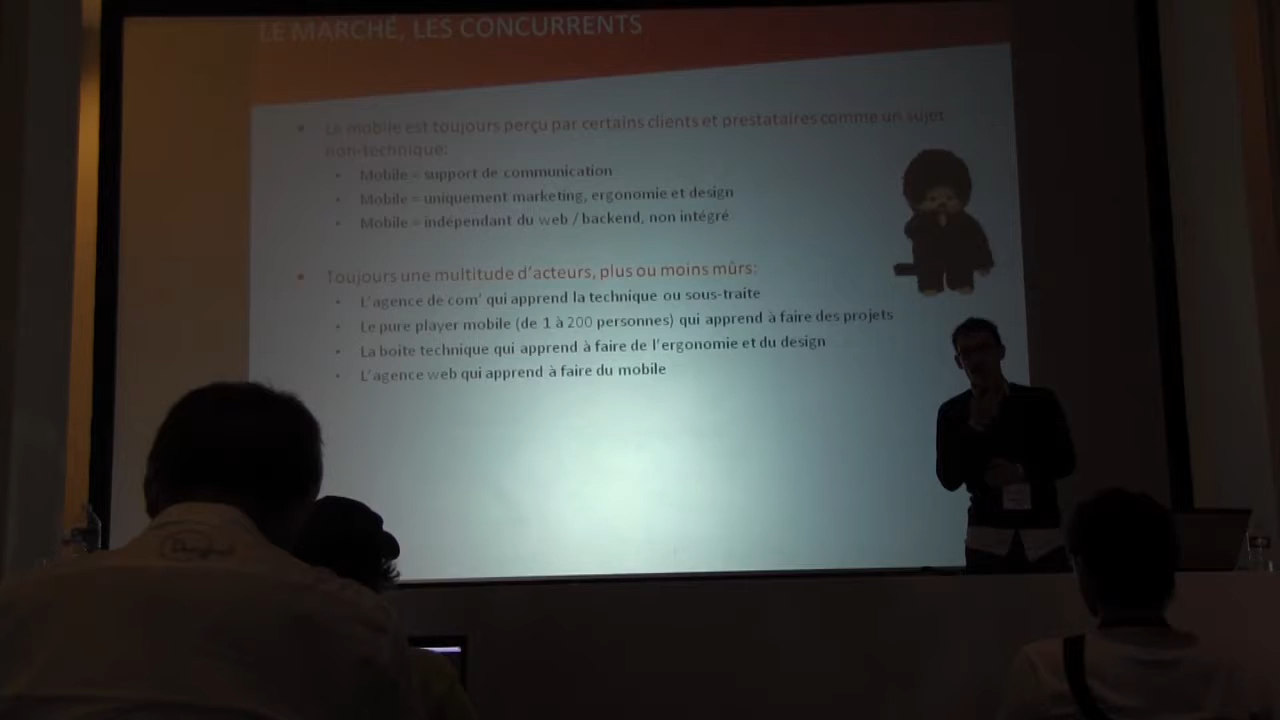 LE MARCHÉ, LES CONCURRENTS
Le mobile est toujours perçu par certains clients et prestataires comme un sujet
non-technique:
Mobile = support de communication
Mobile = uniquement marketing, ergonomie et design
Mobile = indépendant du web / backend, non intégré
Toujours une multitude d'acteurs, plus ou moins mûrs:
L'agence de com' qui apprend la technique ou sous-traite
Le pure player mobile (de 1 à 200 personnes) qui apprend à faire des projets
La boite technique qui apprend à faire de l'ergonomie et du design
L'agence web qui apprend à faire du mobile